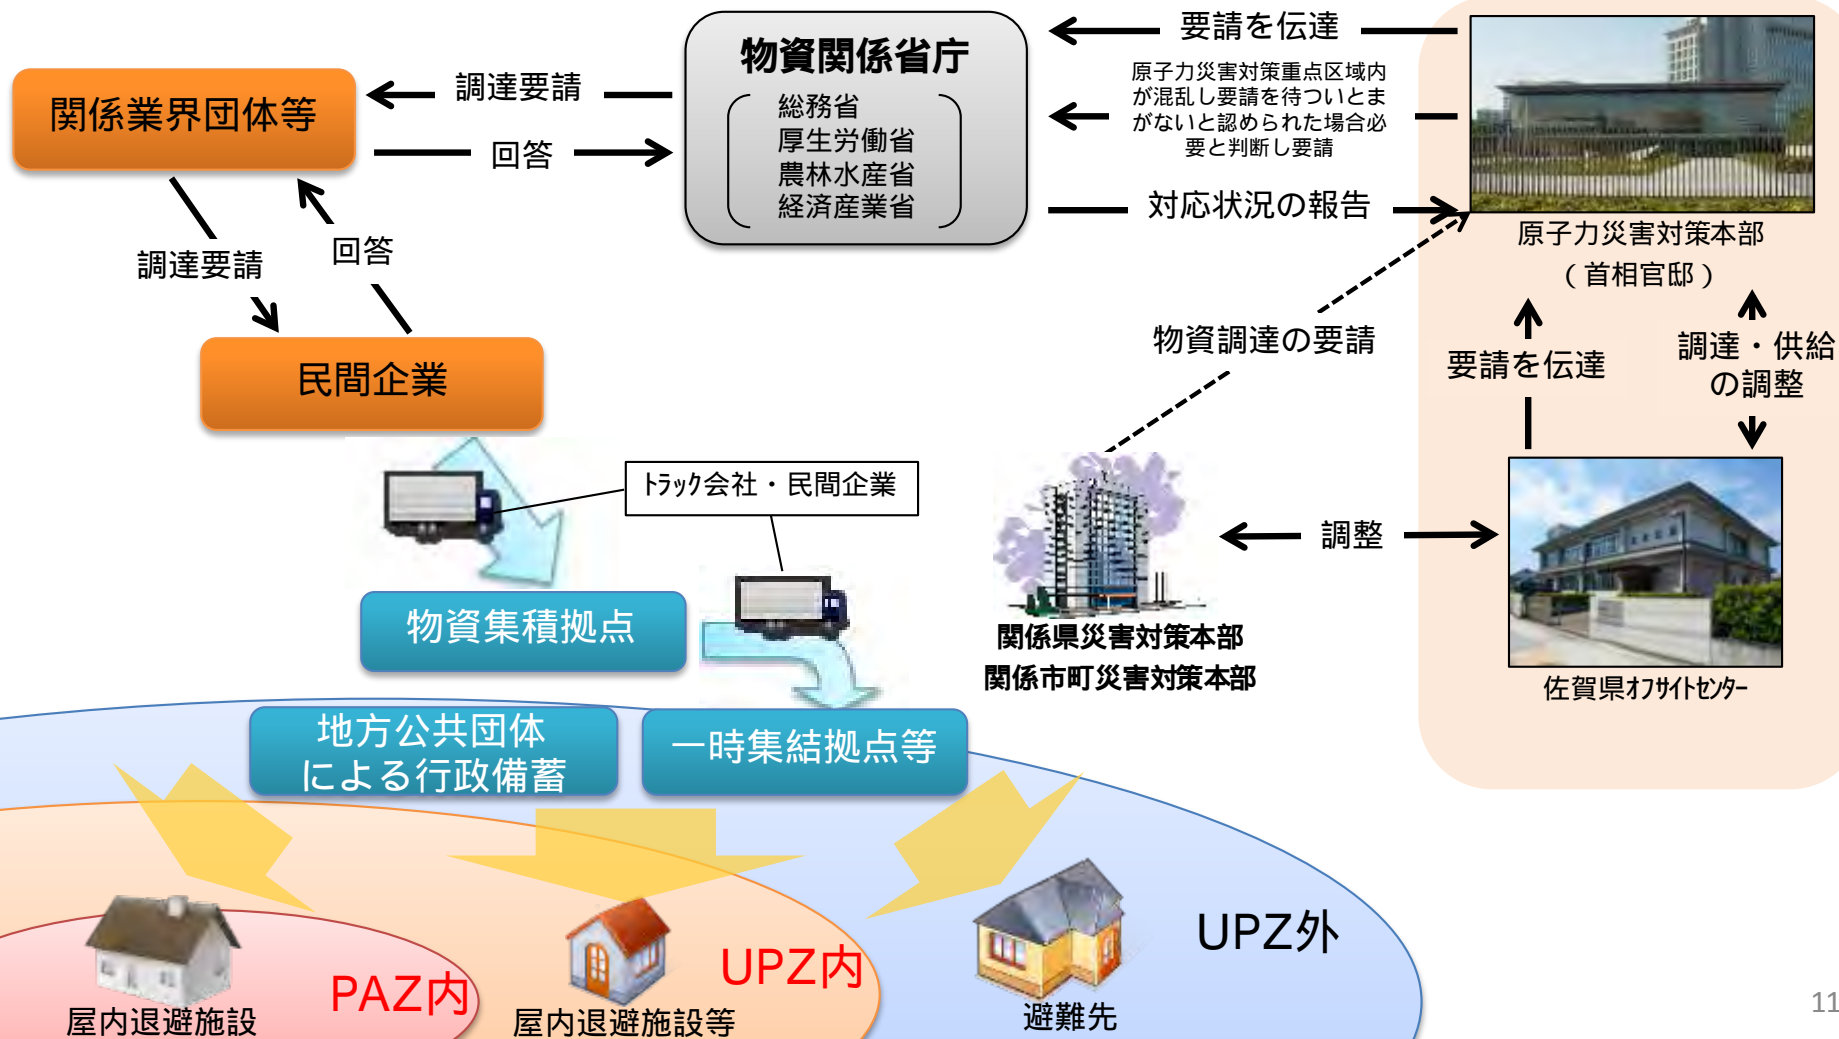 要請を伝達
物資関係省庁
総務省
厚生労働省
農林水産省
経済産業省
原子力災害対策重点区域内
が混乱し要請を待ついとま
がないと認められた場合必
要と判断し要請
調達要請
関係業界団体等
回答
対応状況の報告
原子力災害対策本部
（首相官邸）
回答
調達要請
物資調達の要請
調達・供給
の調整
要請を伝達
民間企業
ﾄﾗｯｸ会社・民間企業
調整
物資集積拠点
関係県災害対策本部
関係市町災害対策本部
佐賀県ｵﾌｻｲﾄｾﾝﾀｰ
地方公共団体
による行政備蓄
一時集結拠点等
UPZ外
UPZ内
PAZ内
屋内退避施設
屋内退避施設等
避難先
11